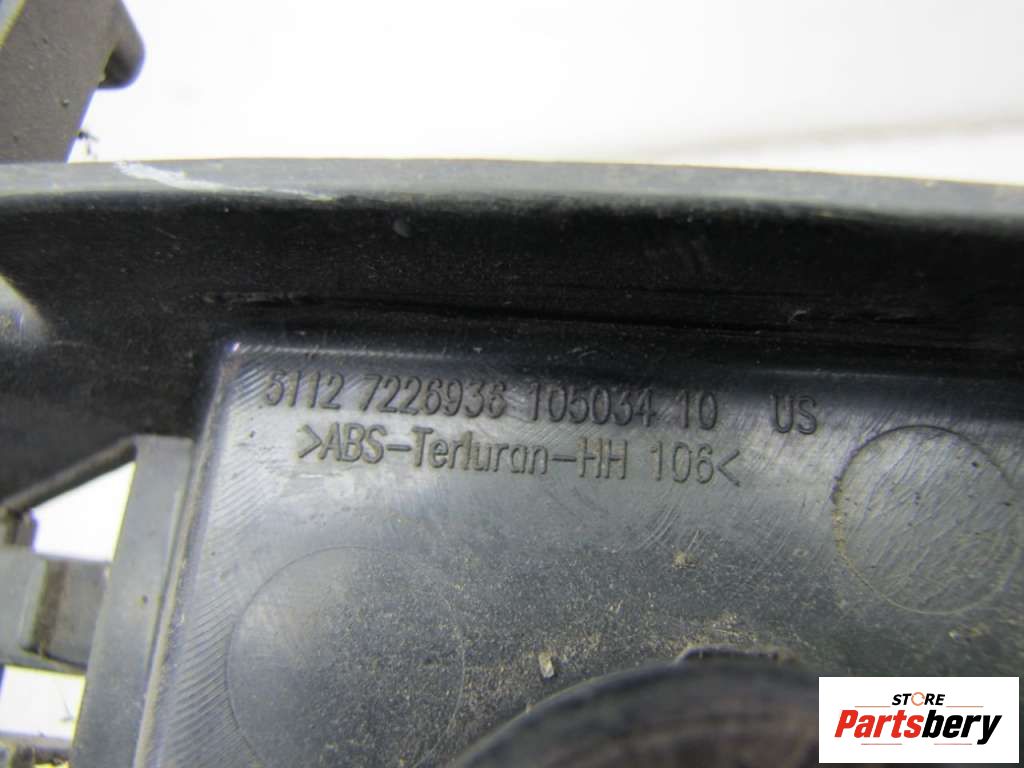 5112 7226936 105034 10 US
>ABS-Terluran-HH 106<
STORE
Partsbery